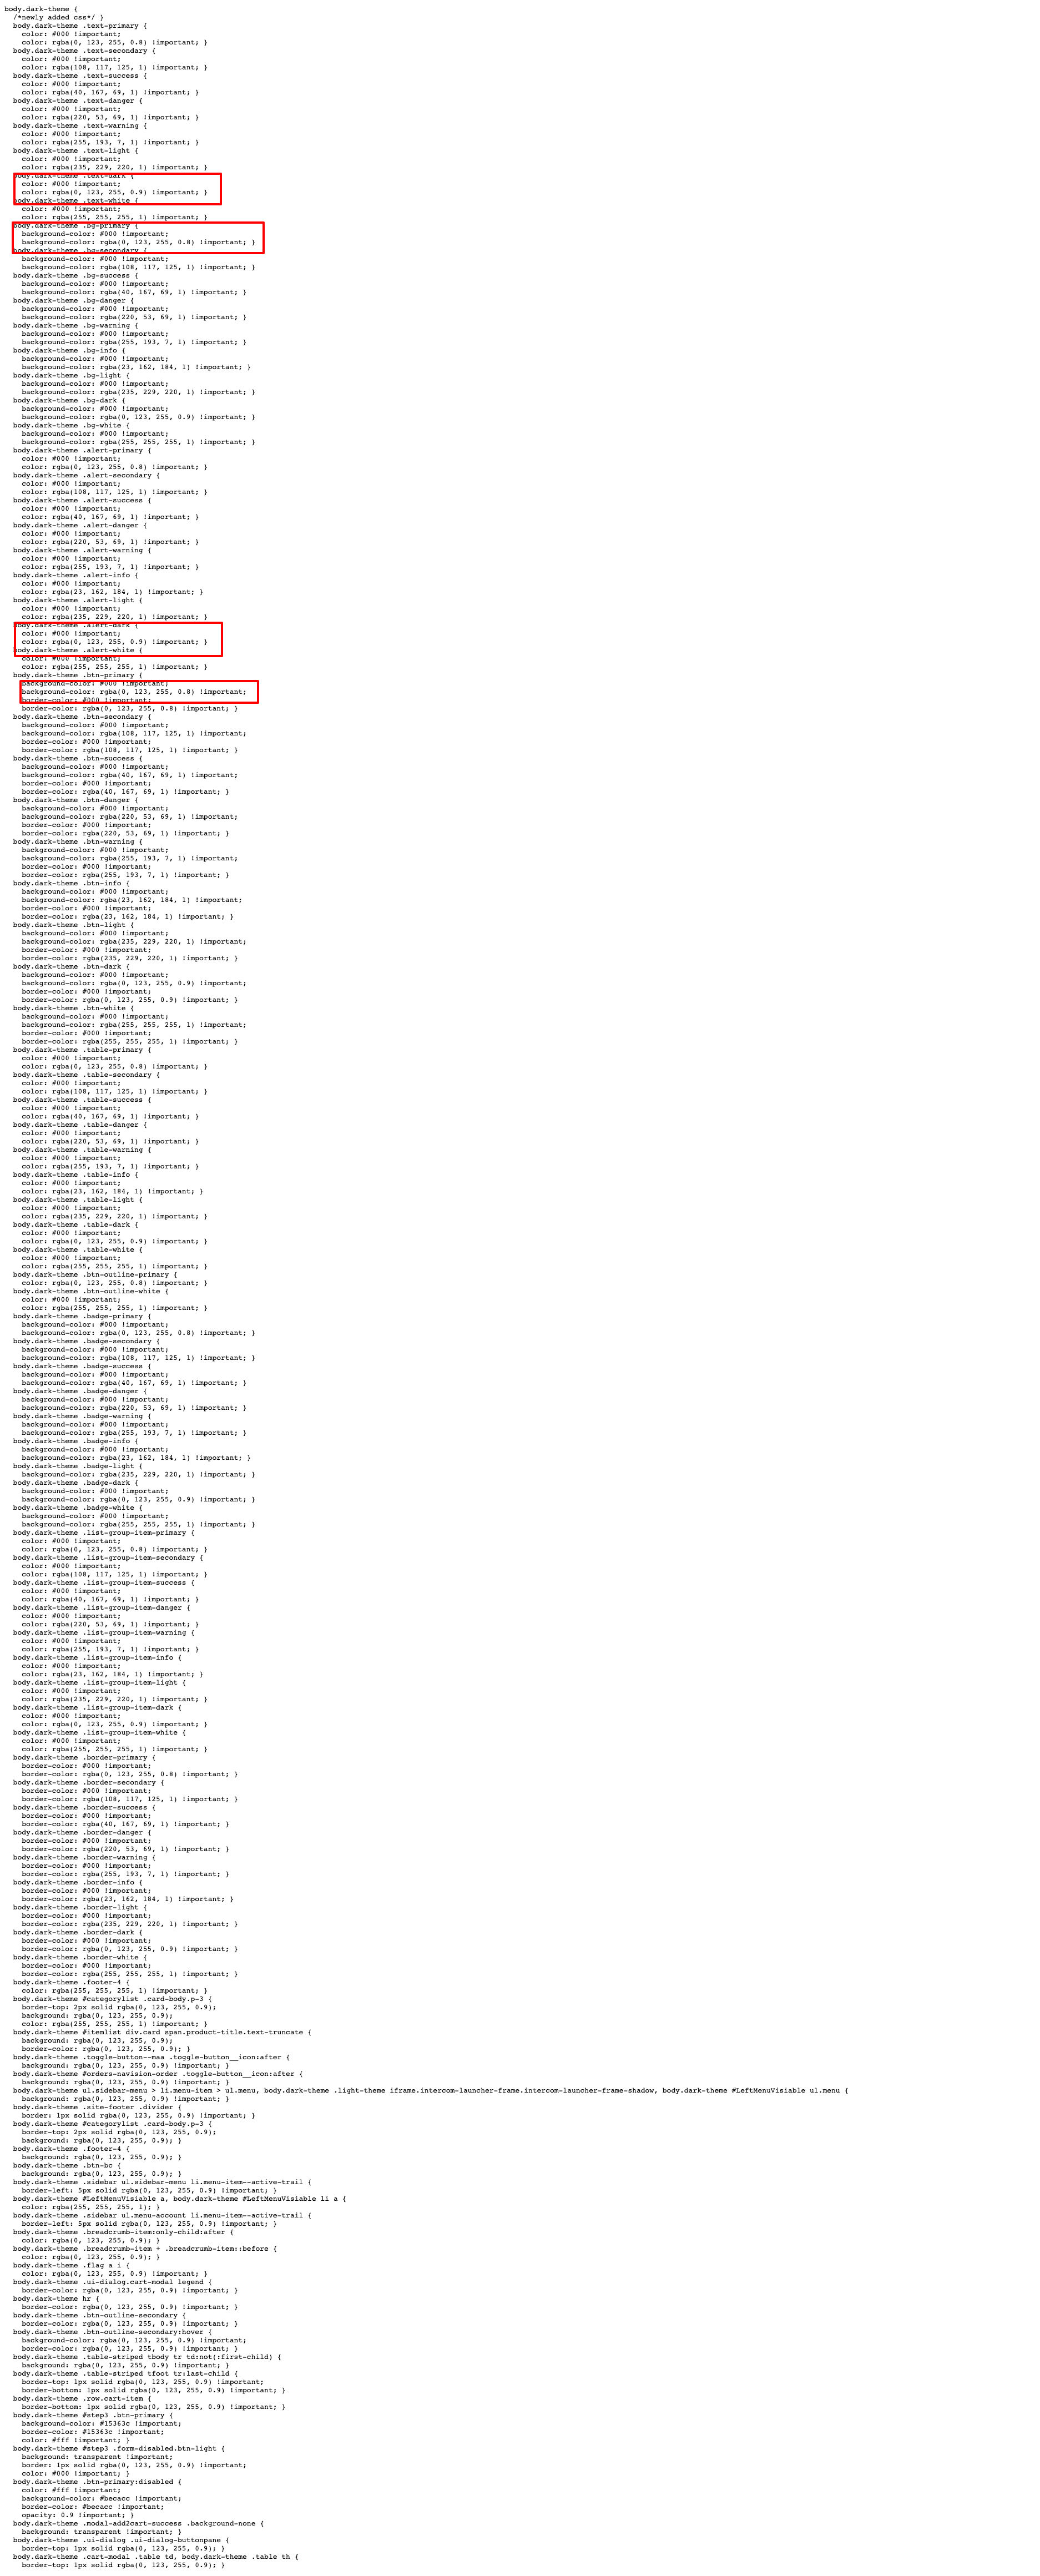 body.dark-theme {
  /*newly added css*/ }
  body.dark-theme .text-primary {
    color: #000 !important;
    color: rgba(0, 123, 255, 0.8) !important; }
  body.dark-theme .text-secondary {
    color: #000 !important;
    color: rgba(108, 117, 125, 1) !important; }
  body.dark-theme .text-success {
    color: #000 !important;
    color: rgba(40, 167, 69, 1) !important; }
  body.dark-theme .text-danger {
    color: #000 !important;
    color: rgba(220, 53, 69, 1) !important; }
  body.dark-theme .text-warning {
    color: #000 !important;
    color: rgba(255, 193, 7, 1) !important; }
  body.dark-theme .text-light {
    color: #000 !important;
    color: rgba(235, 229, 220, 1) !important; }
  body.dark-theme .text-dark {
    color: #000 !important;
    color: rgba(0, 123, 255, 0.9) !important; }
  body.dark-theme .text-white {
    color: #000 !important;
    color: rgba(255, 255, 255, 1) !important; }
  body.dark-theme .bg-primary {
    background-color: #000 !important;
    background-color: rgba(0, 123, 255, 0.8) !important; }
  body.dark-theme .bg-secondary {
    background-color: #000 !important;
    background-color: rgba(108, 117, 125, 1) !important; }
  body.dark-theme .bg-success {
    background-color: #000 !important;
    background-color: rgba(40, 167, 69, 1) !important; }
  body.dark-theme .bg-danger {
    background-color: #000 !important;
    background-color: rgba(220, 53, 69, 1) !important; }
  body.dark-theme .bg-warning {
    background-color: #000 !important;
    background-color: rgba(255, 193, 7, 1) !important; }
  body.dark-theme .bg-info {
    background-color: #000 !important;
    background-color: rgba(23, 162, 184, 1) !important; }
  body.dark-theme .bg-light {
    background-color: #000 !important;
    background-color: rgba(235, 229, 220, 1) !important; }
  body.dark-theme .bg-dark {
    background-color: #000 !important;
    background-color: rgba(0, 123, 255, 0.9) !important; }
  body.dark-theme .bg-white {
    background-color: #000 !important;
    background-color: rgba(255, 255, 255, 1) !important; }
  body.dark-theme .alert-primary {
    color: #000 !important;
    color: rgba(0, 123, 255, 0.8) !important; }
  body.dark-theme .alert-secondary {
    color: #000 !important;
    color: rgba(108, 117, 125, 1) !important; }
  body.dark-theme .alert-success {
    color: #000 !important;
    color: rgba(40, 167, 69, 1) !important; }
  body.dark-theme .alert-danger {
    color: #000 !important;
    color: rgba(220, 53, 69, 1) !important; }
  body.dark-theme .alert-warning {
    color: #000 !important;
    color: rgba(255, 193, 7, 1) !important; }
  body.dark-theme .alert-info {
    color: #000 !important;
    color: rgba(23, 162, 184, 1) !important; }
  body.dark-theme .alert-light {
    color: #000 !important;
    color: rgba(235, 229, 220, 1) !important; }
  body.dark-theme .alert-dark {
    color: #000 !important;
    color: rgba(0, 123, 255, 0.9) !important; }
  body.dark-theme .alert-white {
    color: #000 !important;
    color: rgba(255, 255, 255, 1) !important; }
  body.dark-theme .btn-primary {
    background-color: #000 !important;
    background-color: rgba(0, 123, 255, 0.8) !important;
    border-color: #000 !important;
    border-color: rgba(0, 123, 255, 0.8) !important; }
  body.dark-theme .btn-secondary {
    background-color: #000 !important;
    background-color: rgba(108, 117, 125, 1) !important;
    border-color: #000 !important;
    border-color: rgba(108, 117, 125, 1) !important; }
  body.dark-theme .btn-success {
    background-color: #000 !important;
    background-color: rgba(40, 167, 69, 1) !important;
    border-color: #000 !important;
    border-color: rgba(40, 167, 69, 1) !important; }
  body.dark-theme .btn-danger {
    background-color: #000 !important;
    background-color: rgba(220, 53, 69, 1) !important;
    border-color: #000 !important;
    border-color: rgba(220, 53, 69, 1) !important; }
  body.dark-theme .btn-warning {
    background-color: #000 !important;
    background-color: rgba(255, 193, 7, 1) !important;
    border-color: #000 !important;
    border-color: rgba(255, 193, 7, 1) !important; }
  body.dark-theme .btn-info {
    background-color: #000 !important;
    background-color: rgba(23, 162, 184, 1) !important;
    border-color: #000 !important;
    border-color: rgba(23, 162, 184, 1) !important; }
  body.dark-theme .btn-light {
    background-color: #000 !important;
    background-color: rgba(235, 229, 220, 1) !important;
    border-color: #000 !important;
    border-color: rgba(235, 229, 220, 1) !important; }
  body.dark-theme .btn-dark {
    background-color: #000 !important;
    background-color: rgba(0, 123, 255, 0.9) !important;
    border-color: #000 !important;
    border-color: rgba(0, 123, 255, 0.9) !important; }
  body.dark-theme .btn-white {
    background-color: #000 !important;
    background-color: rgba(255, 255, 255, 1) !important;
    border-color: #000 !important;
    border-color: rgba(255, 255, 255, 1) !important; }
  body.dark-theme .table-primary {
    color: #000 !important;
    color: rgba(0, 123, 255, 0.8) !important; }
  body.dark-theme .table-secondary {
    color: #000 !important;
    color: rgba(108, 117, 125, 1) !important; }
  body.dark-theme .table-success {
    color: #000 !important;
    color: rgba(40, 167, 69, 1) !important; }
  body.dark-theme .table-danger {
    color: #000 !important;
    color: rgba(220, 53, 69, 1) !important; }
  body.dark-theme .table-warning {
    color: #000 !important;
    color: rgba(255, 193, 7, 1) !important; }
  body.dark-theme .table-info {
    color: #000 !important;
    color: rgba(23, 162, 184, 1) !important; }
  body.dark-theme .table-light {
    color: #000 !important;
    color: rgba(235, 229, 220, 1) !important; }
  body.dark-theme .table-dark {
    color: #000 !important;
    color: rgba(0, 123, 255, 0.9) !important; }
  body.dark-theme .table-white {
    color: #000 !important;
    color: rgba(255, 255, 255, 1) !important; }
  body.dark-theme .btn-outline-primary {
    color: rgba(0, 123, 255, 0.8) !important; }
  body.dark-theme .btn-outline-white {
    color: #000 !important;
    color: rgba(255, 255, 255, 1) !important; }
  body.dark-theme .badge-primary {
    background-color: #000 !important;
    background-color: rgba(0, 123, 255, 0.8) !important; }
  body.dark-theme .badge-secondary {
    background-color: #000 !important;
    background-color: rgba(108, 117, 125, 1) !important; }
  body.dark-theme .badge-success {
    background-color: #000 !important;
    background-color: rgba(40, 167, 69, 1) !important; }
  body.dark-theme .badge-danger {
    background-color: #000 !important;
    background-color: rgba(220, 53, 69, 1) !important; }
  body.dark-theme .badge-warning {
    background-color: #000 !important;
    background-color: rgba(255, 193, 7, 1) !important; }
  body.dark-theme .badge-info {
    background-color: #000 !important;
    background-color: rgba(23, 162, 184, 1) !important; }
  body.dark-theme .badge-light {
    background-color: rgba(235, 229, 220, 1) !important; }
  body.dark-theme .badge-dark {
    background-color: #000 !important;
    background-color: rgba(0, 123, 255, 0.9) !important; }
  body.dark-theme .badge-white {
    background-color: #000 !important;
    background-color: rgba(255, 255, 255, 1) !important; }
  body.dark-theme .list-group-item-primary {
    color: #000 !important;
    color: rgba(0, 123, 255, 0.8) !important; }
  body.dark-theme .list-group-item-secondary {
    color: #000 !important;
    color: rgba(108, 117, 125, 1) !important; }
  body.dark-theme .list-group-item-success {
    color: #000 !important;
    color: rgba(40, 167, 69, 1) !important; }
  body.dark-theme .list-group-item-danger {
    color: #000 !important;
    color: rgba(220, 53, 69, 1) !important; }
  body.dark-theme .list-group-item-warning {
    color: #000 !important;
    color: rgba(255, 193, 7, 1) !important; }
  body.dark-theme .list-group-item-info {
    color: #000 !important;
    color: rgba(23, 162, 184, 1) !important; }
  body.dark-theme .list-group-item-light {
    color: #000 !important;
    color: rgba(235, 229, 220, 1) !important; }
  body.dark-theme .list-group-item-dark {
    color: #000 !important;
    color: rgba(0, 123, 255, 0.9) !important; }
  body.dark-theme .list-group-item-white {
    color: #000 !important;
    color: rgba(255, 255, 255, 1) !important; }
  body.dark-theme .border-primary {
    border-color: #000 !important;
    border-color: rgba(0, 123, 255, 0.8) !important; }
  body.dark-theme .border-secondary {
    border-color: #000 !important;
    border-color: rgba(108, 117, 125, 1) !important; }
  body.dark-theme .border-success {
    border-color: #000 !important;
    border-color: rgba(40, 167, 69, 1) !important; }
  body.dark-theme .border-danger {
    border-color: #000 !important;
    border-color: rgba(220, 53, 69, 1) !important; }
  body.dark-theme .border-warning {
    border-color: #000 !important;
    border-color: rgba(255, 193, 7, 1) !important; }
  body.dark-theme .border-info {
    border-color: #000 !important;
    border-color: rgba(23, 162, 184, 1) !important; }
  body.dark-theme .border-light {
    border-color: #000 !important;
    border-color: rgba(235, 229, 220, 1) !important; }
  body.dark-theme .border-dark {
    border-color: #000 !important;
    border-color: rgba(0, 123, 255, 0.9) !important; }
  body.dark-theme .border-white {
    border-color: #000 !important;
    border-color: rgba(255, 255, 255, 1) !important; }
  body.dark-theme .footer-4 {
    color: rgba(255, 255, 255, 1) !important; }
  body.dark-theme #categorylist .card-body.p-3 {
    border-top: 2px solid rgba(0, 123, 255, 0.9);
    background: rgba(0, 123, 255, 0.9);
    color: rgba(255, 255, 255, 1) !important; }
  body.dark-theme #itemlist div.card span.product-title.text-truncate {
    background: rgba(0, 123, 255, 0.9);
    border-color: rgba(0, 123, 255, 0.9); }
  body.dark-theme .toggle-button--maa .toggle-button__icon:after {
    background: rgba(0, 123, 255, 0.9) !important; }
  body.dark-theme #orders-navision-order .toggle-button__icon:after {
    background: rgba(0, 123, 255, 0.9) !important; }
  body.dark-theme ul.sidebar-menu > li.menu-item > ul.menu, body.dark-theme .light-theme iframe.intercom-launcher-frame.intercom-launcher-frame-shadow, body.dark-theme #LeftMenuVisiable ul.menu {
    background: rgba(0, 123, 255, 0.9) !important; }
  body.dark-theme .site-footer .divider {
    border: 1px solid rgba(0, 123, 255, 0.9) !important; }
  body.dark-theme #categorylist .card-body.p-3 {
    border-top: 2px solid rgba(0, 123, 255, 0.9);
    background: rgba(0, 123, 255, 0.9); }
  body.dark-theme .footer-4 {
    background: rgba(0, 123, 255, 0.9); }
  body.dark-theme .btn-bc {
    background: rgba(0, 123, 255, 0.9); }
  body.dark-theme .sidebar ul.sidebar-menu li.menu-item--active-trail {
    border-left: 5px solid rgba(0, 123, 255, 0.9) !important; }
  body.dark-theme #LeftMenuVisiable a, body.dark-theme #LeftMenuVisiable li a {
    color: rgba(255, 255, 255, 1); }
  body.dark-theme .sidebar ul.menu-account li.menu-item--active-trail {
    border-left: 5px solid rgba(0, 123, 255, 0.9) !important; }
  body.dark-theme .breadcrumb-item:only-child:after {
    color: rgba(0, 123, 255, 0.9); }
  body.dark-theme .breadcrumb-item + .breadcrumb-item::before {
    color: rgba(0, 123, 255, 0.9); }
  body.dark-theme .flag a i {
    color: rgba(0, 123, 255, 0.9) !important; }
  body.dark-theme .ui-dialog.cart-modal legend {
    border-color: rgba(0, 123, 255, 0.9) !important; }
  body.dark-theme hr {
    border-color: rgba(0, 123, 255, 0.9) !important; }
  body.dark-theme .btn-outline-secondary {
    border-color: rgba(0, 123, 255, 0.9) !important; }
  body.dark-theme .btn-outline-secondary:hover {
    background-color: rgba(0, 123, 255, 0.9) !important;
    border-color: rgba(0, 123, 255, 0.9) !important; }
  body.dark-theme .table-striped tbody tr td:not(:first-child) {
    background: rgba(0, 123, 255, 0.9) !important; }
  body.dark-theme .table-striped tfoot tr:last-child {
    border-top: 1px solid rgba(0, 123, 255, 0.9) !important;
    border-bottom: 1px solid rgba(0, 123, 255, 0.9) !important; }
  body.dark-theme .row.cart-item {
    border-bottom: 1px solid rgba(0, 123, 255, 0.9) !important; }
  body.dark-theme #step3 .btn-primary {
    background-color: #15363c !important;
    border-color: #15363c !important;
    color: #fff !important; }
  body.dark-theme #step3 .form-disabled.btn-light {
    background: transparent !important;
    border: 1px solid rgba(0, 123, 255, 0.9) !important;
    color: #000 !important; }
  body.dark-theme .btn-primary:disabled {
    color: #fff !important;
    background-color: #becacc !important;
    border-color: #becacc !important;
    opacity: 0.9 !important; }
  body.dark-theme .modal-add2cart-success .background-none {
    background: transparent !important; }
  body.dark-theme .ui-dialog .ui-dialog-buttonpane {
    border-top: 1px solid rgba(0, 123, 255, 0.9); }
  body.dark-theme .cart-modal .table td, body.dark-theme .table th {
    border-top: 1px solid rgba(0, 123, 255, 0.9); }